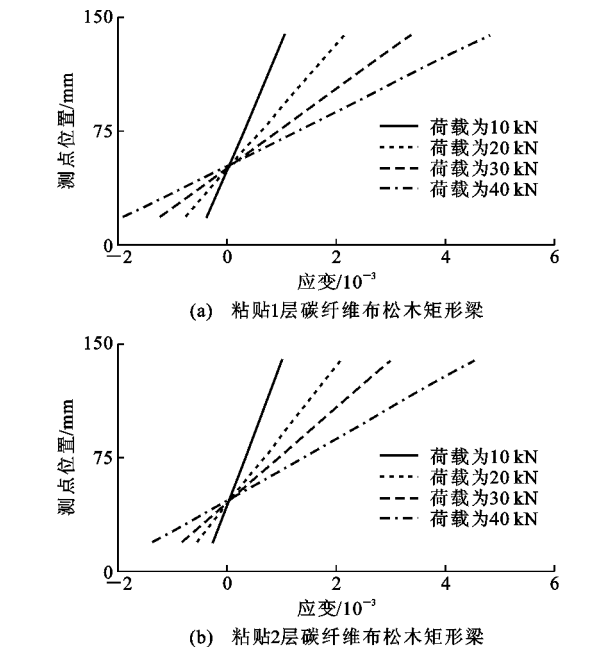 150
测点位置/mm
75
荷载为10 kN
荷载为20 kN
荷载为30 kN
荷载为40 kN
0
−2 0 2 4 6
应变/10⁻³
(a) 粘贴1层碳纤维布松木矩形梁
150
测点位置/mm
75
荷载为10 kN
荷载为20 kN
荷载为30 kN
荷载为40 kN
0
−2 0 2 4 6
应变/10⁻³
(b) 粘贴2层碳纤维布松木矩形梁